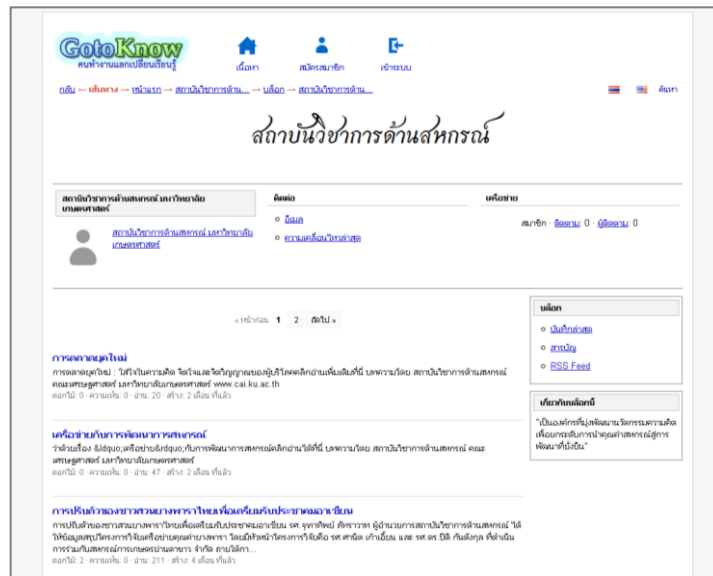 GotoKnow
คนทำงานแลกเปลี่ยนเรียนรู้
เนื้อหา
สมัครสมาชิก
เข้าระบบ
กลับ ← เส้นทาง → หน้าแรก → สถาบันวิชาการด้าน... → บล็อก → สถาบันวิชาการด้าน...
ค้นหา
สถาบันวิชาการด้านสหกรณ์
สถาบันวิชาการด้านสหกรณ์ มหาวิทยาลัย
เกษตรศาสตร์
สถาบันวิชาการด้านสหกรณ์ มหาวิทยาลัย
เกษตรศาสตร์
ติดต่อ
อีเมล
ความเคลื่อนไหวล่าสุด
เครือข่าย
สมาชิก · ติดตาม: 0 · ผู้ติดตาม: 0
« หน้าก่อน 1 2 ถัดไป »
การตลาดยุคใหม่
การตลาดยุคใหม่ : ใส่ใจในความคิด จิตใจและจิตวิญญาณของผู้บริโภคคลิกอ่านเพิ่มเติมที่นี่ บทความโดย สถาบันวิชาการด้านสหกรณ์
คณะเศรษฐศาสตร์ มหาวิทยาลัยเกษตรศาสตร์ www.cai.ku.ac.th
ดอกไม้: 0 · ความเห็น: 0 · อ่าน: 20 · สร้าง: 2 เดือน ที่แล้ว
เครือข่ายกับการพัฒนาการสหกรณ์
ว่าด้วยเรื่อง &ldquo;เครือข่าย&rdquo;กับการพัฒนาการสหกรณ์คลิกอ่านได้ที่นี่ บทความโดย สถาบันวิชาการด้านสหกรณ์ คณะ
เศรษฐศาสตร์ มหาวิทยาลัยเกษตรศาสตร์
ดอกไม้: 0 · ความเห็น: 0 · อ่าน: 47 · สร้าง: 2 เดือน ที่แล้ว
การปรับตัวของชาวสวนยางพาราไทยเพื่อเตรียมรับประชาคมอาเซียน
การปรับตัวของชาวสวนยางพาราไทยเพื่อเตรียมรับประชาคมอาเซียน รศ.จุฑาทิพย์ ภัทราวาท ผู้อำนวยการสถาบันวิชาการด้านสหกรณ์ ได้
ให้ข้อมูลสรุปโครงการวิจัยเครือข่ายคุณค่ายางพารา โดยมีหัวหน้าโครงการวิจัยคือ รศ.ศานิต เก้าเอี้ยน และ รศ.ดร.ปิติ กันตังกุล ที่ดำเนิน
การร่วมกับสหกรณ์การเกษตรย่านตาขาว จำกัด ภายใต้กา...
ดอกไม้: 2 · ความเห็น: 0 · อ่าน: 211 · สร้าง: 4 เดือน ที่แล้ว
บล็อก
บันทึกล่าสุด
สารบัญ
RSS Feed
เกี่ยวกับบล็อกนี้
"เป็นองค์กรที่มุ่งพัฒนานวัตกรรมความคิด
เพื่อยกระดับการนำคุณค่าสหกรณ์สู่การ
พัฒนาที่ยั่งยืน"